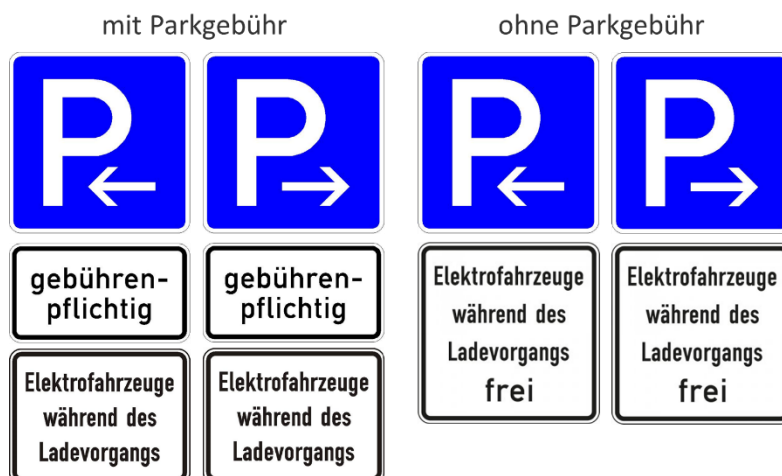 mit Parkgebühr
ohne Parkgebühr
P
P
P
P
gebühren-
pflichtig
gebühren-
pflichtig
Elektrofahrzeuge
während des
Ladevorgangs
Elektrofahrzeuge
während des
Ladevorgangs
Elektrofahrzeuge
während des
Ladevorgangs
frei
Elektrofahrzeuge
während des
Ladevorgangs
frei